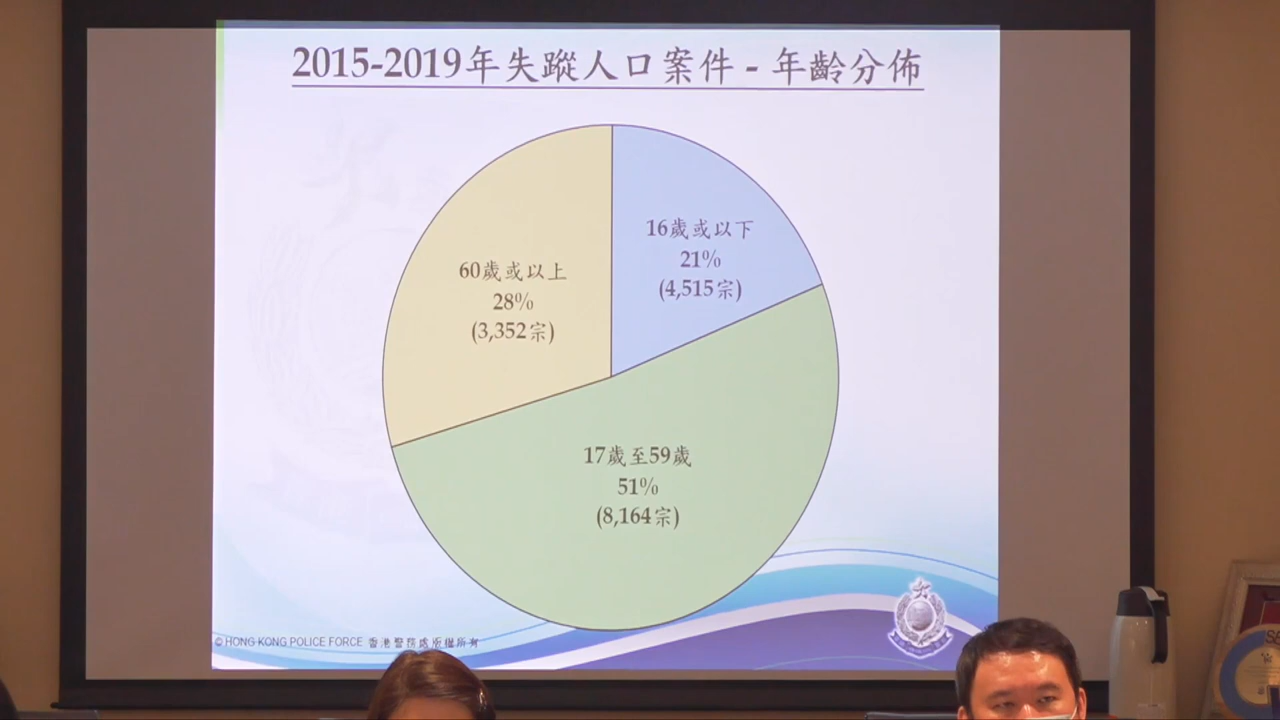 2015-2019年失蹤人口案件 - 年齡分佈
16歲或以下
21%
(4,515宗)
60歲或以上
28%
(3,352宗)
17歲至59歲
51%
(8,164宗)
© HONG KONG POLICE FORCE 香港警務處版權所有